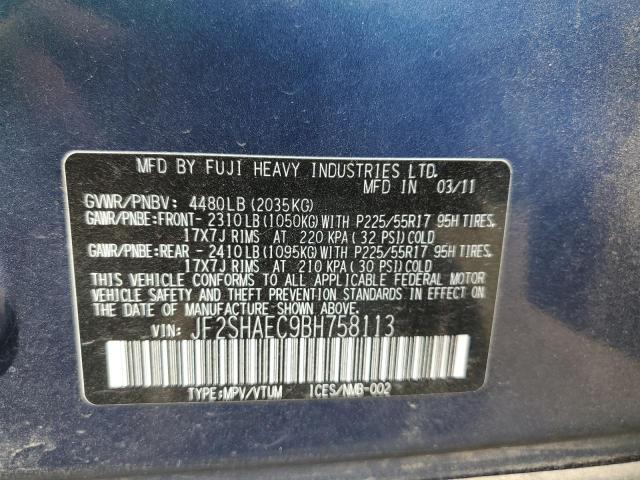 MFD BY FUJI HEAVY INDUSTRIES LTD.
MFD IN 03/11
GVWR/PNBV: 4480LB (2035KG)
GAWR/PNBE:FRONT- 2310LB (1050KG) WITH P225/55R17 95H TIRES,
17X7J RIMS AT 220 KPA (32 PSI) COLD
GAWR/PNBE:REAR - 2410LB (1095KG) WITH P225/55R17 95H TIRES,
17X7J RIMS AT 210 KPA (30 PSI) COLD
THIS VEHICLE CONFORMS TO ALL APPLICABLE FEDERAL MOTOR
VEHICLE SAFETY AND THEFT PREVENTION STANDARDS IN EFFECT ON
THE DATE OF MANUFACTURE SHOWN ABOVE.
VIN: JF2SHAEC9BH758113
TYPE:MPV/VTUM ICES/NMB-002